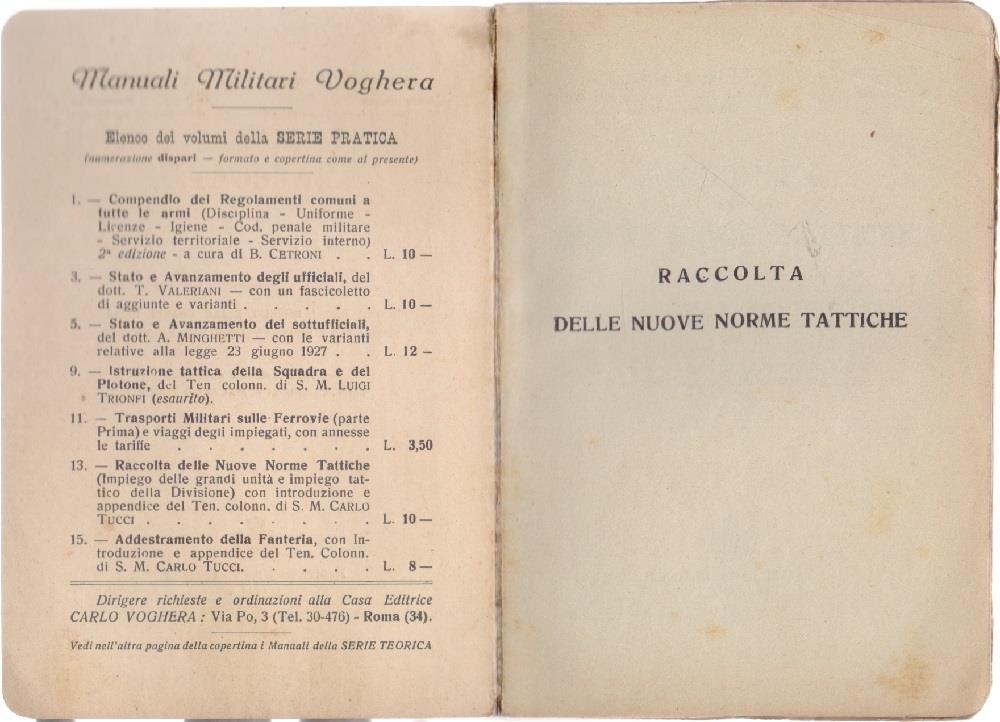 Manuali Militari Voghera
Elenco dei volumi della SERIE PRATICA
(numerazione dispari — formato e copertina come al presente)
1. — Compendio dei Regolamenti comuni a
tutte le armi (Disciplina - Uniforme -
Licenze - Igiene - Cod. penale militare
- Servizio territoriale - Servizio interno)
2ª edizione - a cura di B. CETRONI . . L. 10 —
3. — Stato e Avanzamento degli ufficiali, del
dott. T. VALERIANI — con un fascicoletto
di aggiunte e varianti . . . . . L. 10 —
5. — Stato e Avanzamento dei sottufficiali,
del dott. A. MINGHETTI — con le varianti
relative alla legge 23 giugno 1927 . . L. 12 —
9. — Istruzione tattica della Squadra e del
Plotone, del Ten colonn. di S. M. LUIGI
TRIONFI (esaurito).
11. — Trasporti Militari sulle Ferrovie (parte
Prima) e viaggi degli impiegati, con annesse
le tariffe . . . . . . . L. 3,50
13. — Raccolta delle Nuove Norme Tattiche
(Impiego delle grandi unità e impiego tat-
tico della Divisione) con introduzione e
appendice del Ten. colonn. di S. M. CARLO
TUCCI . . . . . . . . L. 10 —
15. — Addestramento della Fanteria, con In-
troduzione e appendice del Ten. Colonn.
di S. M. CARLO TUCCI. . . . . L. 8 —
Dirigere richieste e ordinazioni alla Casa Editrice
CARLO VOGHERA : Via Po, 3 (Tel. 30-476) - Roma (34).
Vedi nell'altra pagina della copertina i Manuali della SERIE TEORICA
RACCOLTA
DELLE NUOVE NORME TATTICHE